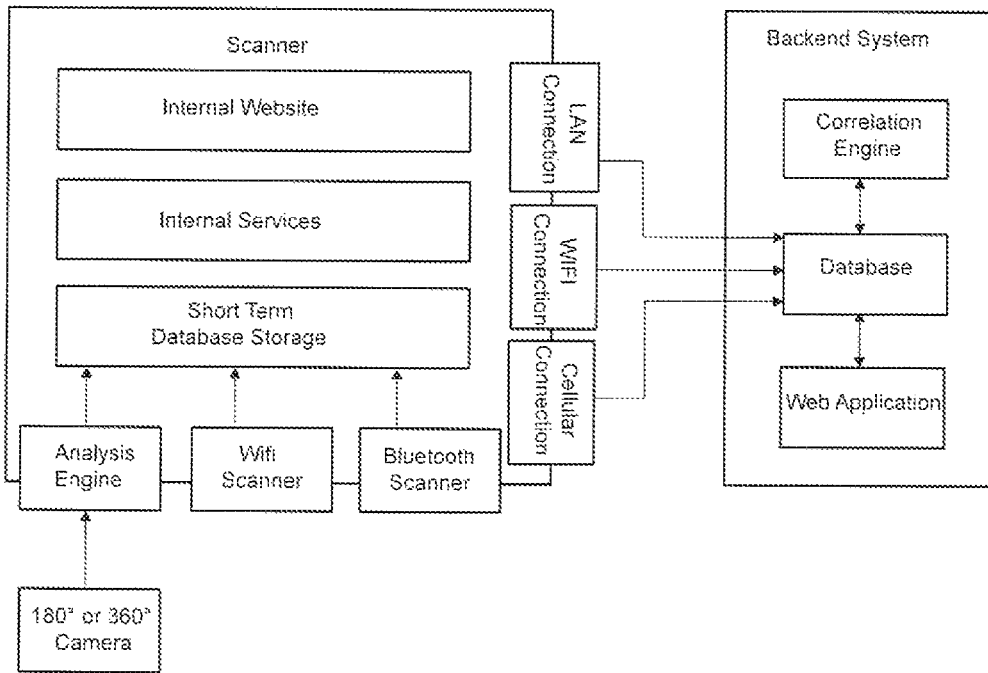 Scanner
Internal Website
Internal Services
Short Term
Database Storage
Analysis
Engine
Wifi
Scanner
Bluetooth
Scanner
180° or 360°
Camera
LAN
Connection
WIFI
Connection
Cellular
Connection
Backend System
Correlation
Engine
Database
Web Application